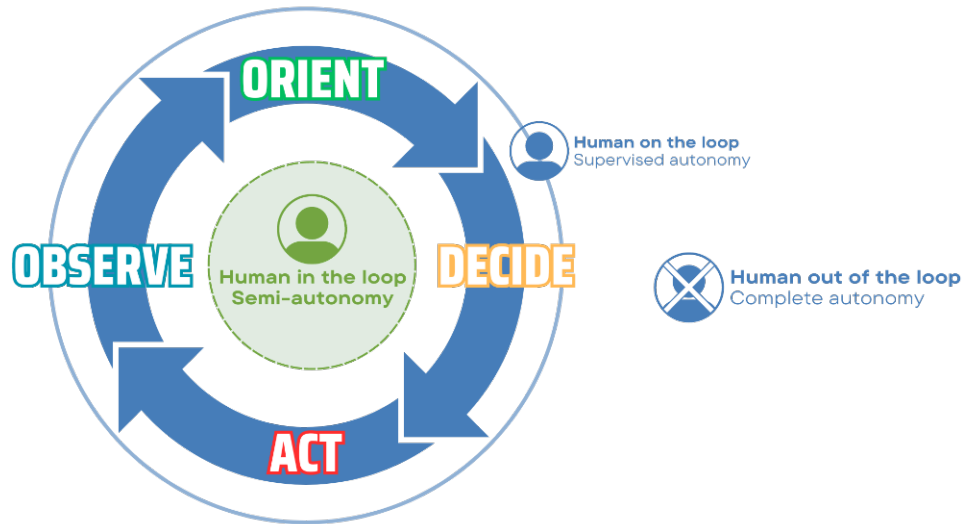 ORIENT
Human on the loop
Supervised autonomy
OBSERVE
Human in the loop
Semi-autonomy
DECIDE
Human out of the loop
Complete autonomy
ACT